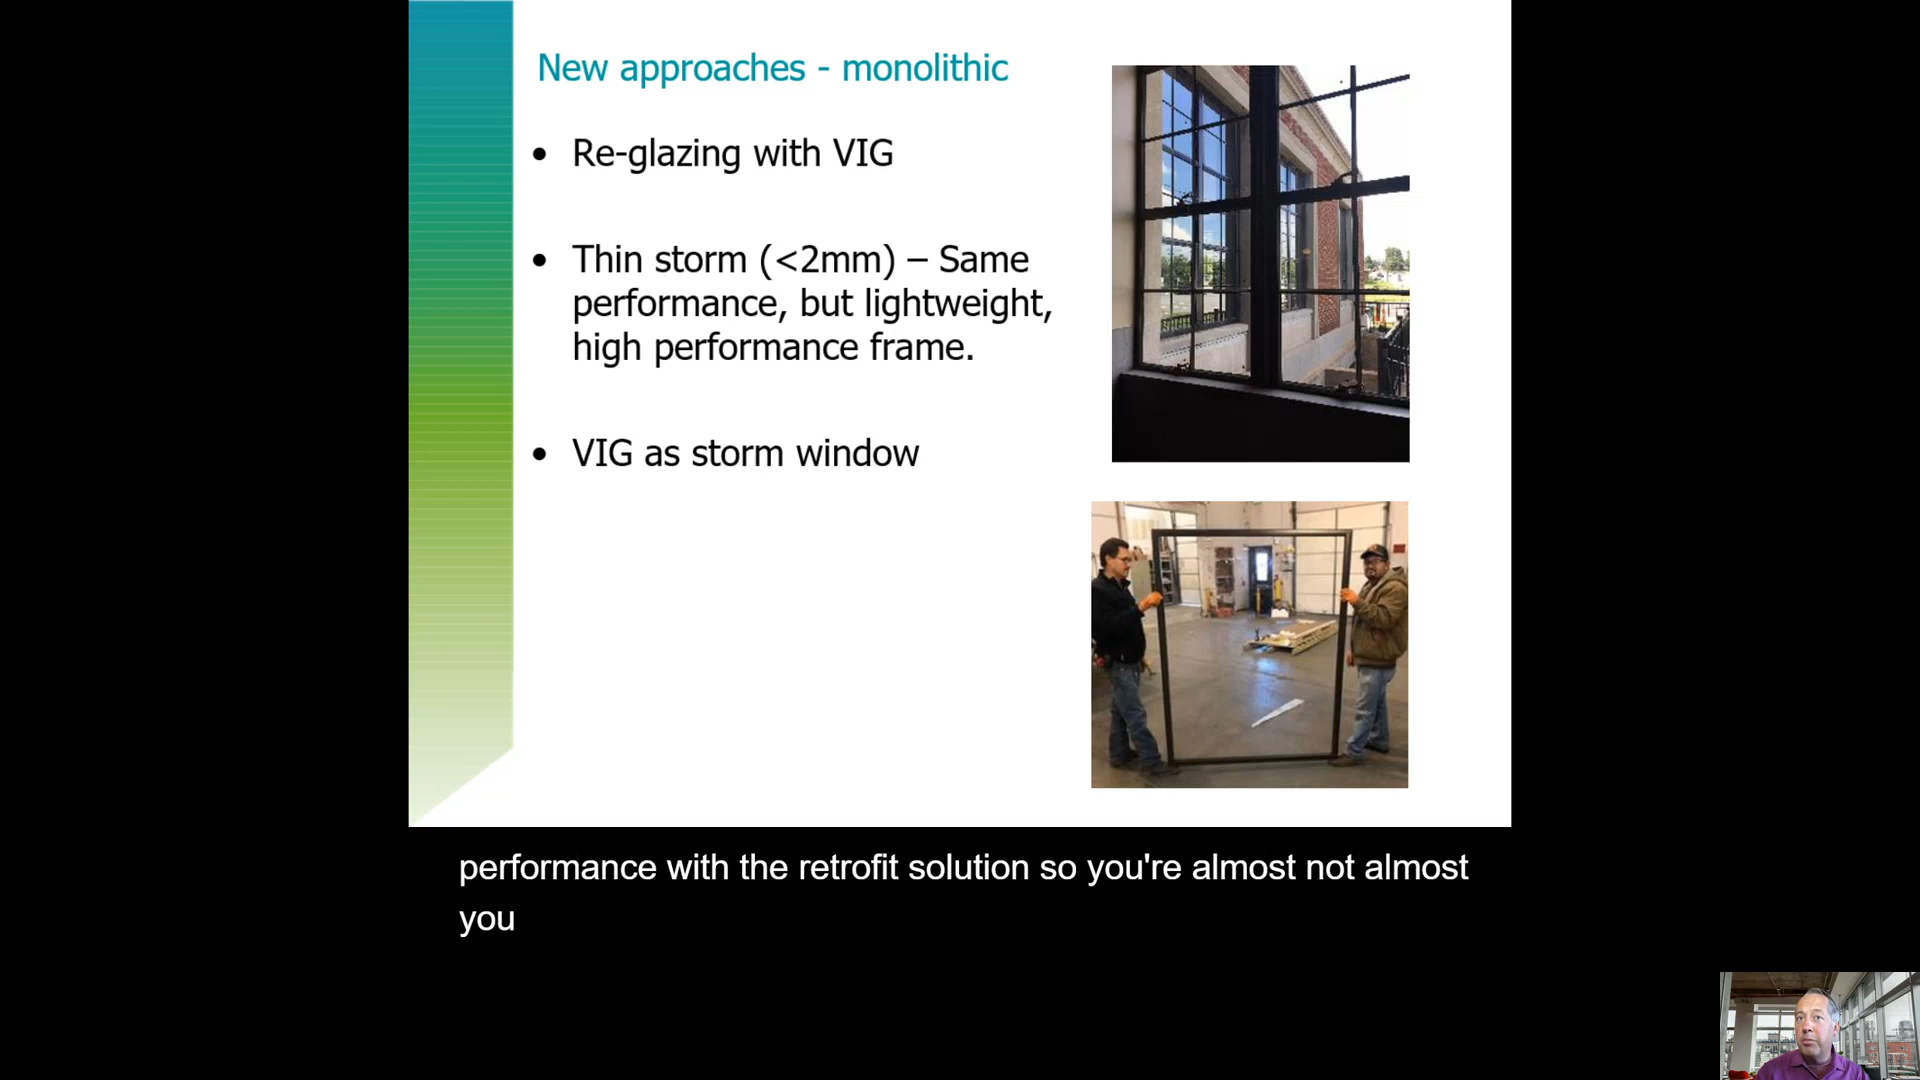 New approaches - monolithic
• Re-glazing with VIG
• Thin storm (<2mm) – Same
performance, but lightweight,
high performance frame.
• VIG as storm window
performance with the retrofit solution so you're almost not almost
you